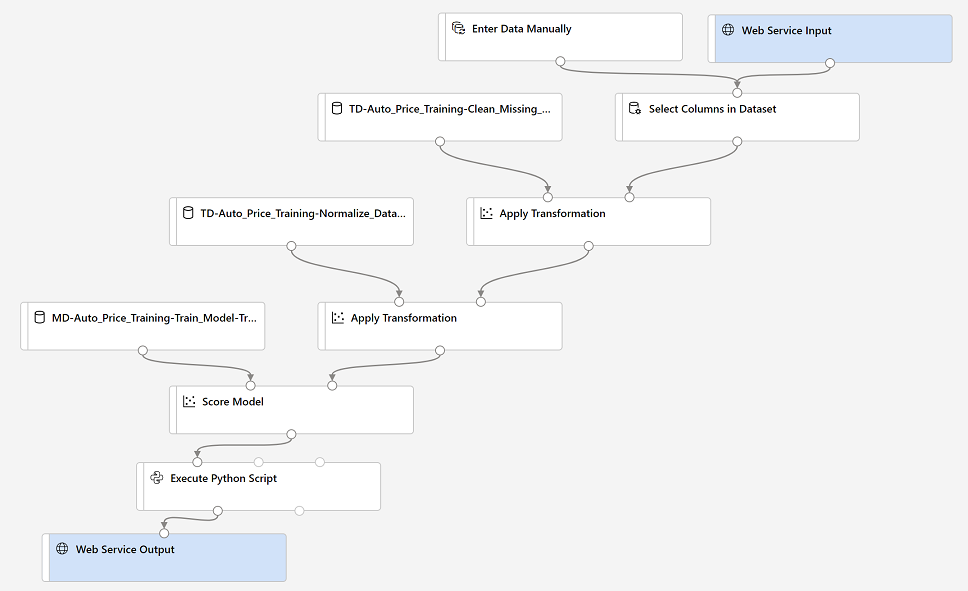 Enter Data Manually
Web Service Input
TD-Auto_Price_Training-Clean_Missing_...
Select Columns in Dataset
TD-Auto_Price_Training-Normalize_Data...
Apply Transformation
MD-Auto_Price_Training-Train_Model-Tr...
Apply Transformation
Score Model
Execute Python Script
Web Service Output